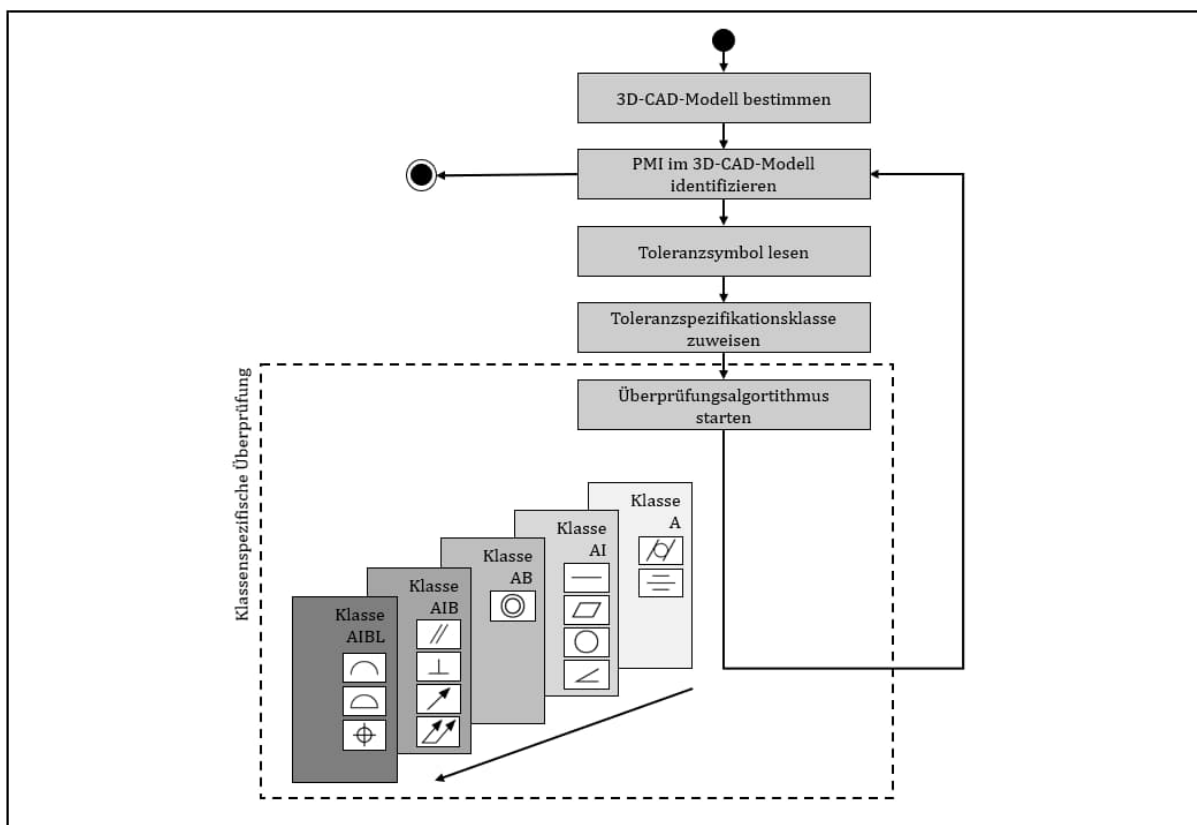 3D-CAD-Modell bestimmen
PMI im 3D-CAD-Modell
identifizieren
Toleranzsymbol lesen
Toleranzspezifikationsklasse
zuweisen
Überprüfungsalgortithmus
starten
Klassenspezifische Überprüfung
Klasse
A
Klasse
AI
Klasse
AB
Klasse
AIB
Klasse
AIBL